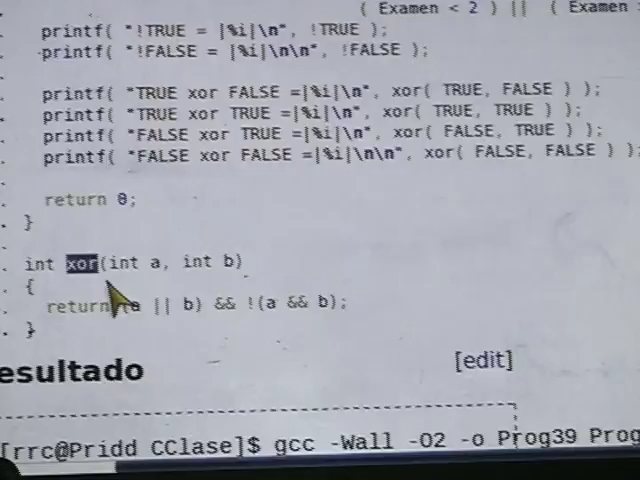 ( Examen < 2 ) || ( Examen
printf( "!TRUE = |%i|\n", !TRUE );
printf( "!FALSE = |%i|\n\n", !FALSE );
printf( "TRUE xor FALSE =|%i|\n", xor( TRUE, FALSE ) );
printf( "TRUE xor TRUE =|%i|\n", xor( TRUE, TRUE ) );
printf( "FALSE xor TRUE =|%i|\n", xor( FALSE, TRUE ) );
printf( "FALSE xor FALSE =|%i|\n\n", xor( FALSE, FALSE ) );
return 0;
}
int xor(int a, int b)
{
return (a || b) && !(a && b);
}
esultado [edit]
[rrc@Pridd CClase]$ gcc -Wall -O2 -o Prog39 Prog